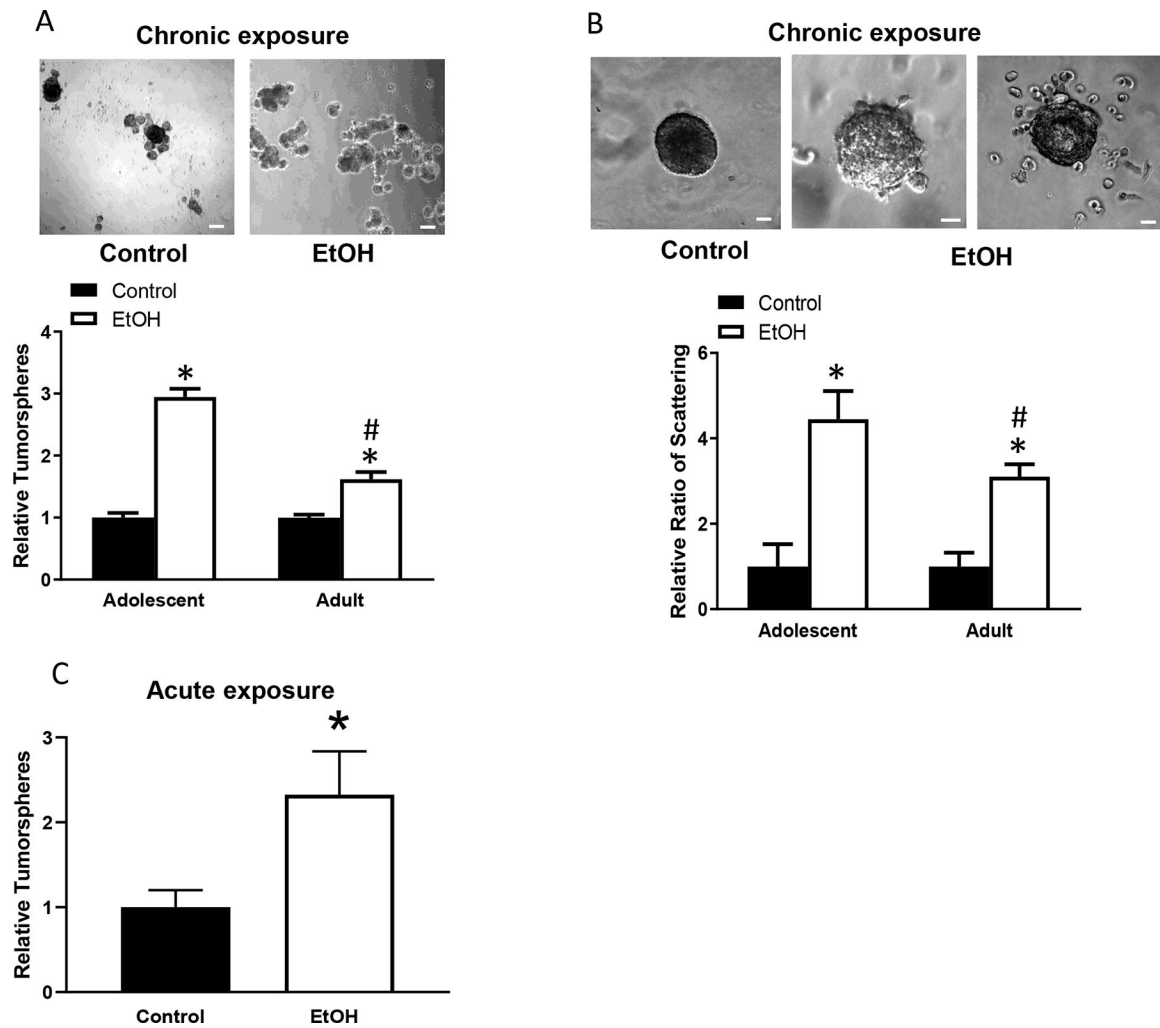 A
Chronic exposure
Control
EtOH
Control
EtOH
4
3
2
1
0
Relative Tumorspheres
*
#
*
Adolescent
Adult
B
Chronic exposure
Control
EtOH
Control
EtOH
6
4
2
0
Relative Ratio of Scattering
*
#
*
Adolescent
Adult
C
Acute exposure
*
3
2
1
0
Relative Tumorspheres
Control
EtOH